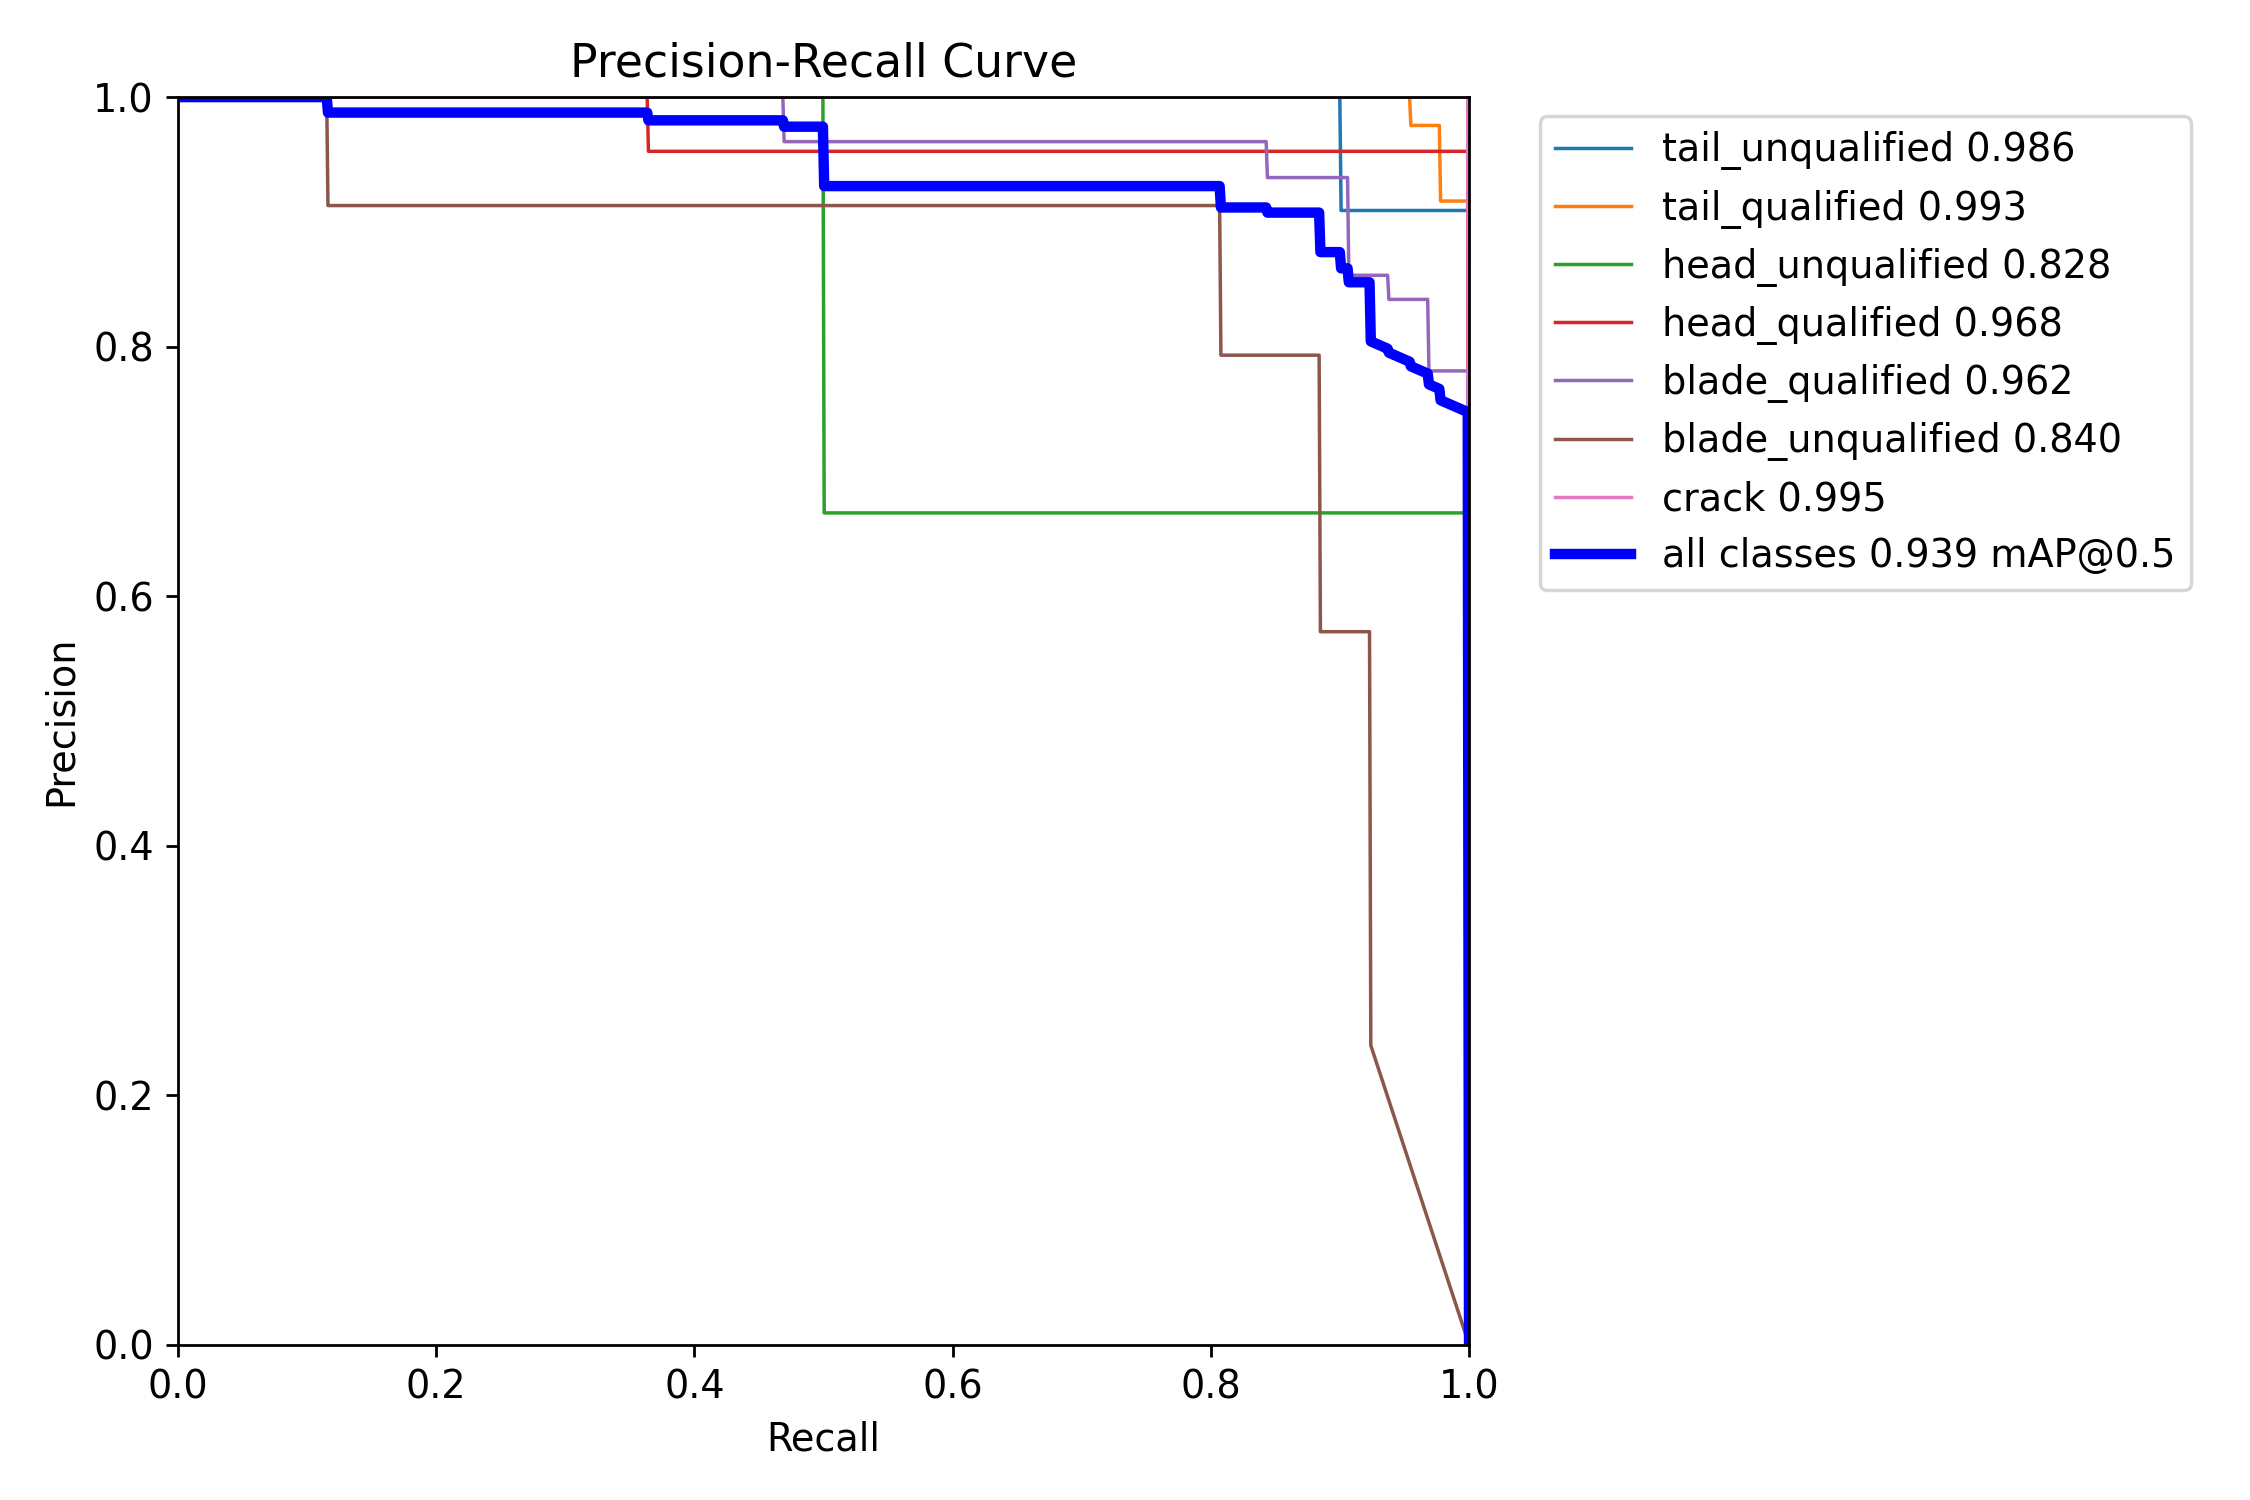 Precision-Recall Curve
1.0
0.8
0.6
0.4
0.2
0.0
Precision
0.0 0.2 0.4 0.6 0.8 1.0
Recall
tail_unqualified 0.986
tail_qualified 0.993
head_unqualified 0.828
head_qualified 0.968
blade_qualified 0.962
blade_unqualified 0.840
crack 0.995
all classes 0.939 mAP@0.5